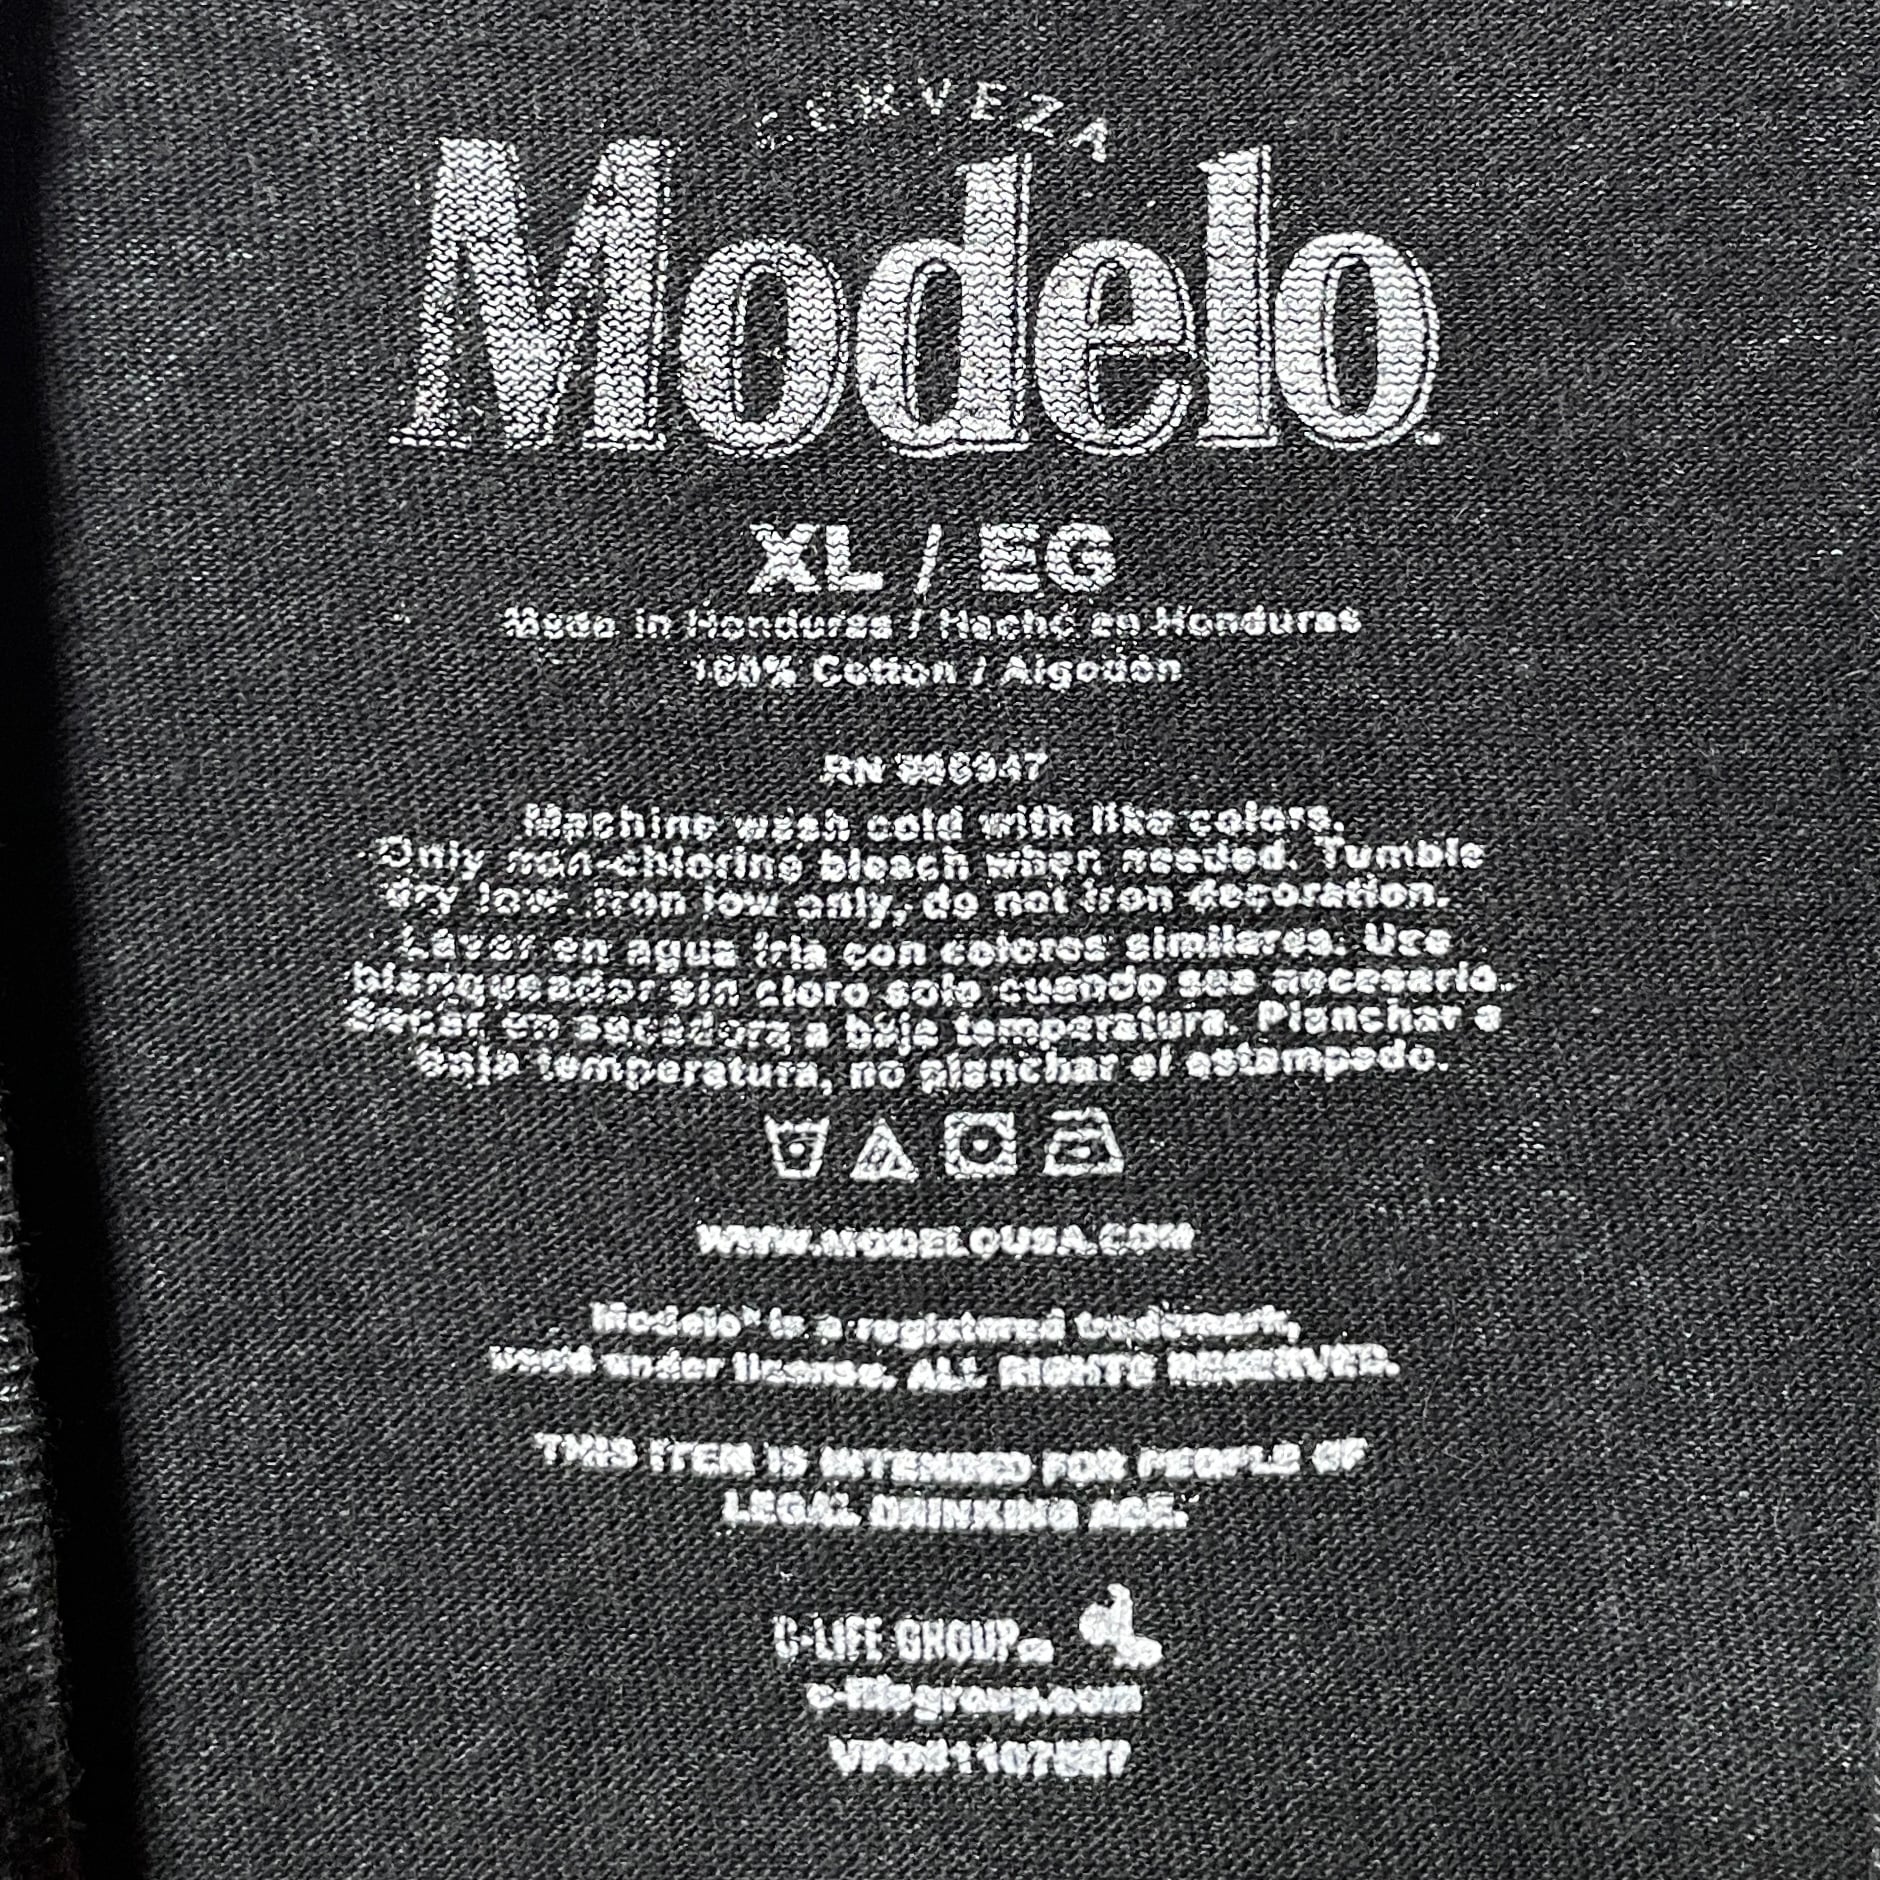 CERVEZA
Modelo
XL / EG
Made in Honduras / Hecho en Honduras
100% Cotton / Algodón
RN
Machine wash cold with like colors.
Only non-chlorine bleach when needed. Tumble
dry low. Iron low only, do not iron decoration.
Lavar en agua fria con colores similares. Use
blanqueador sin cloro solo cuando sea necesario.
Secar en secadora a baja temperatura. Planchar a
baja temperatura, no planchar el estampado.
WWW.MODELOUSA.COM
Modelo® is a registered trademark,
used under license. ALL RIGHTS RESERVED.
THIS ITEM IS INTENDED FOR PEOPLE OF
LEGAL DRINKING AGE.
C-LIFE GROUP
c-lifegroup.com